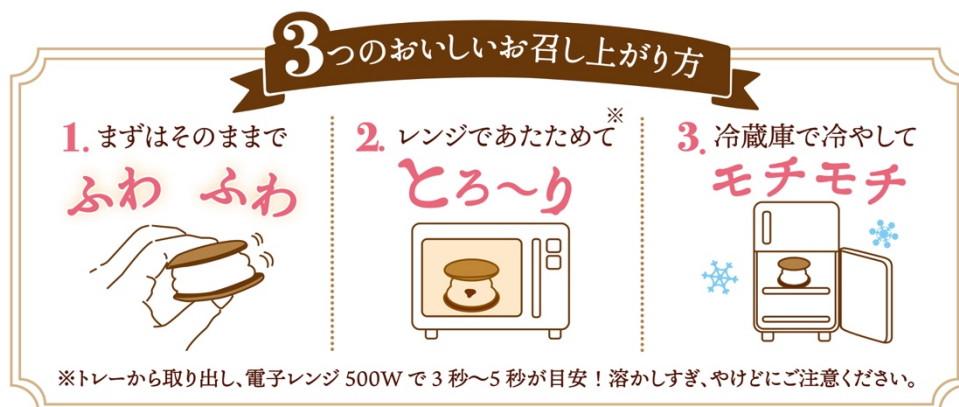 3つのおいしいお召し上がり方
1. まずはそのままで
ふわ ふわ
2. レンジであたためて※
とろ～り
3. 冷蔵庫で冷やして
モチモチ
※トレーから取り出し、電子レンジ 500W で 3 秒～5 秒が目安！溶かしすぎ、やけどにご注意ください。